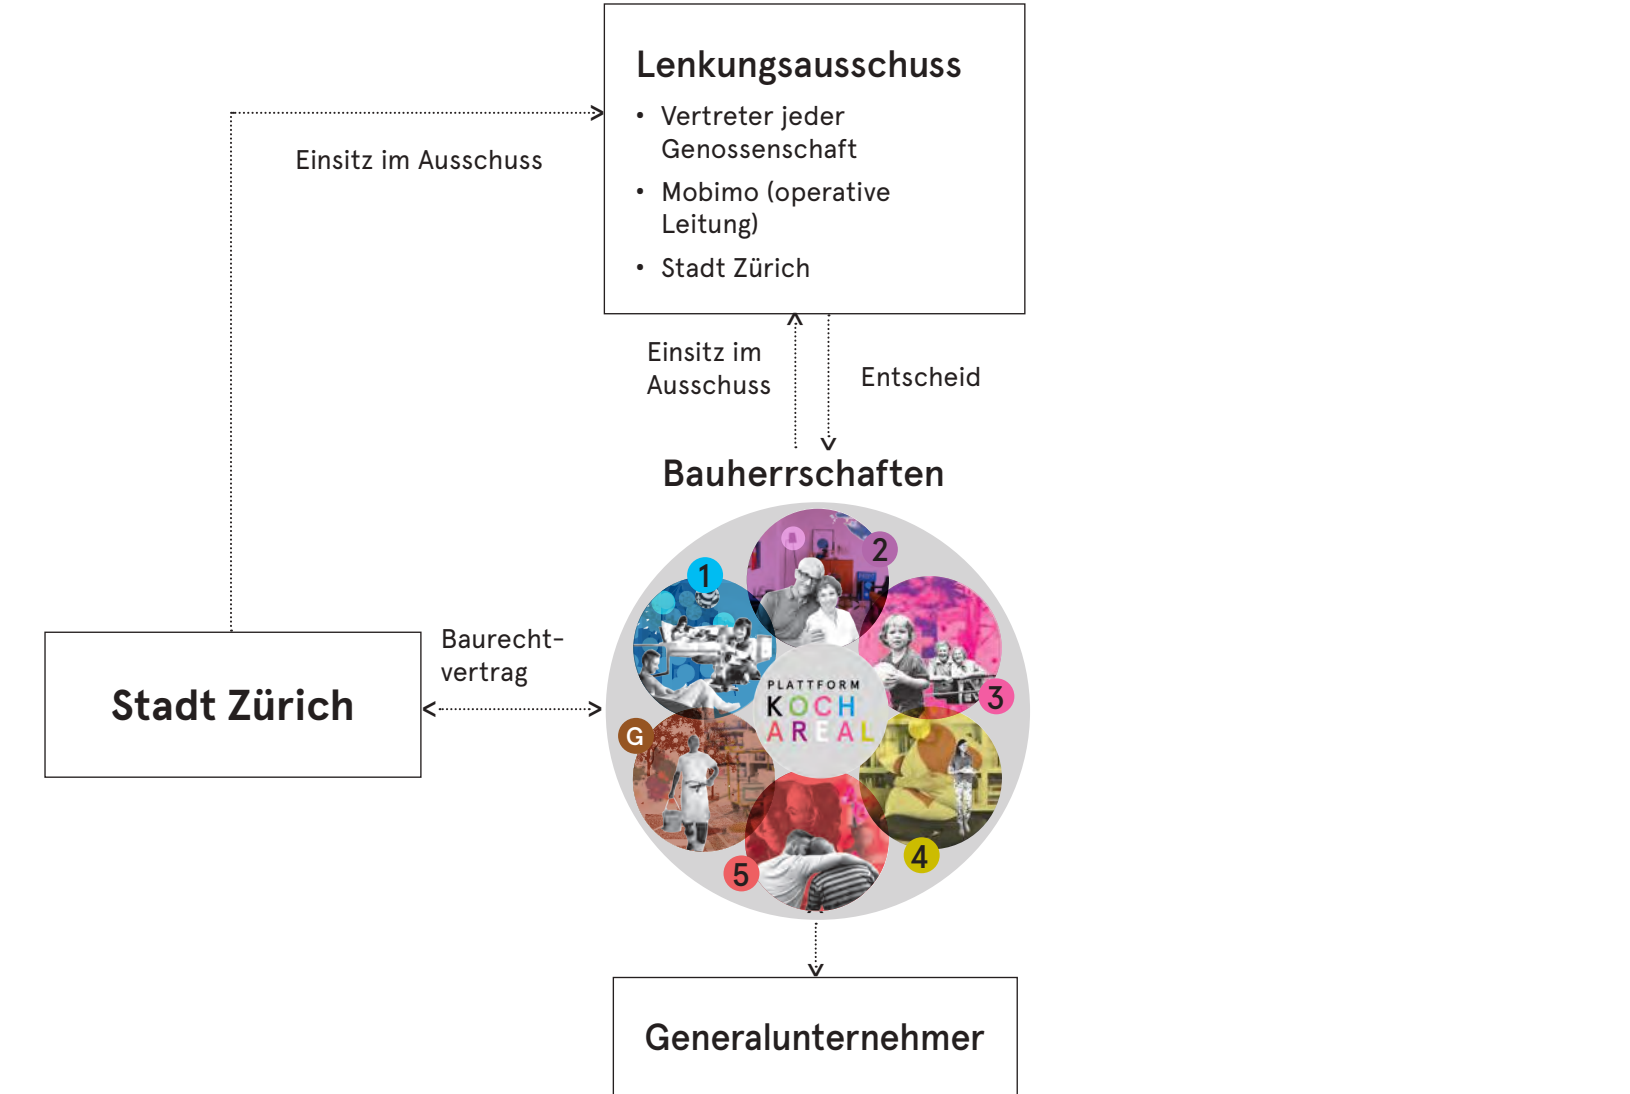 Lenkungsausschuss
• Vertreter jeder
Genossenschaft
• Mobimo (operative
Leitung)
• Stadt Zürich
Einsitz im Ausschuss
Einsitz im
Ausschuss
Entscheid
Bauherrschaften
1
2
3
4
5
G
PLATTFORM
KOCH
AREAL
Baurecht-
vertrag
Stadt Zürich
Generalunternehmer